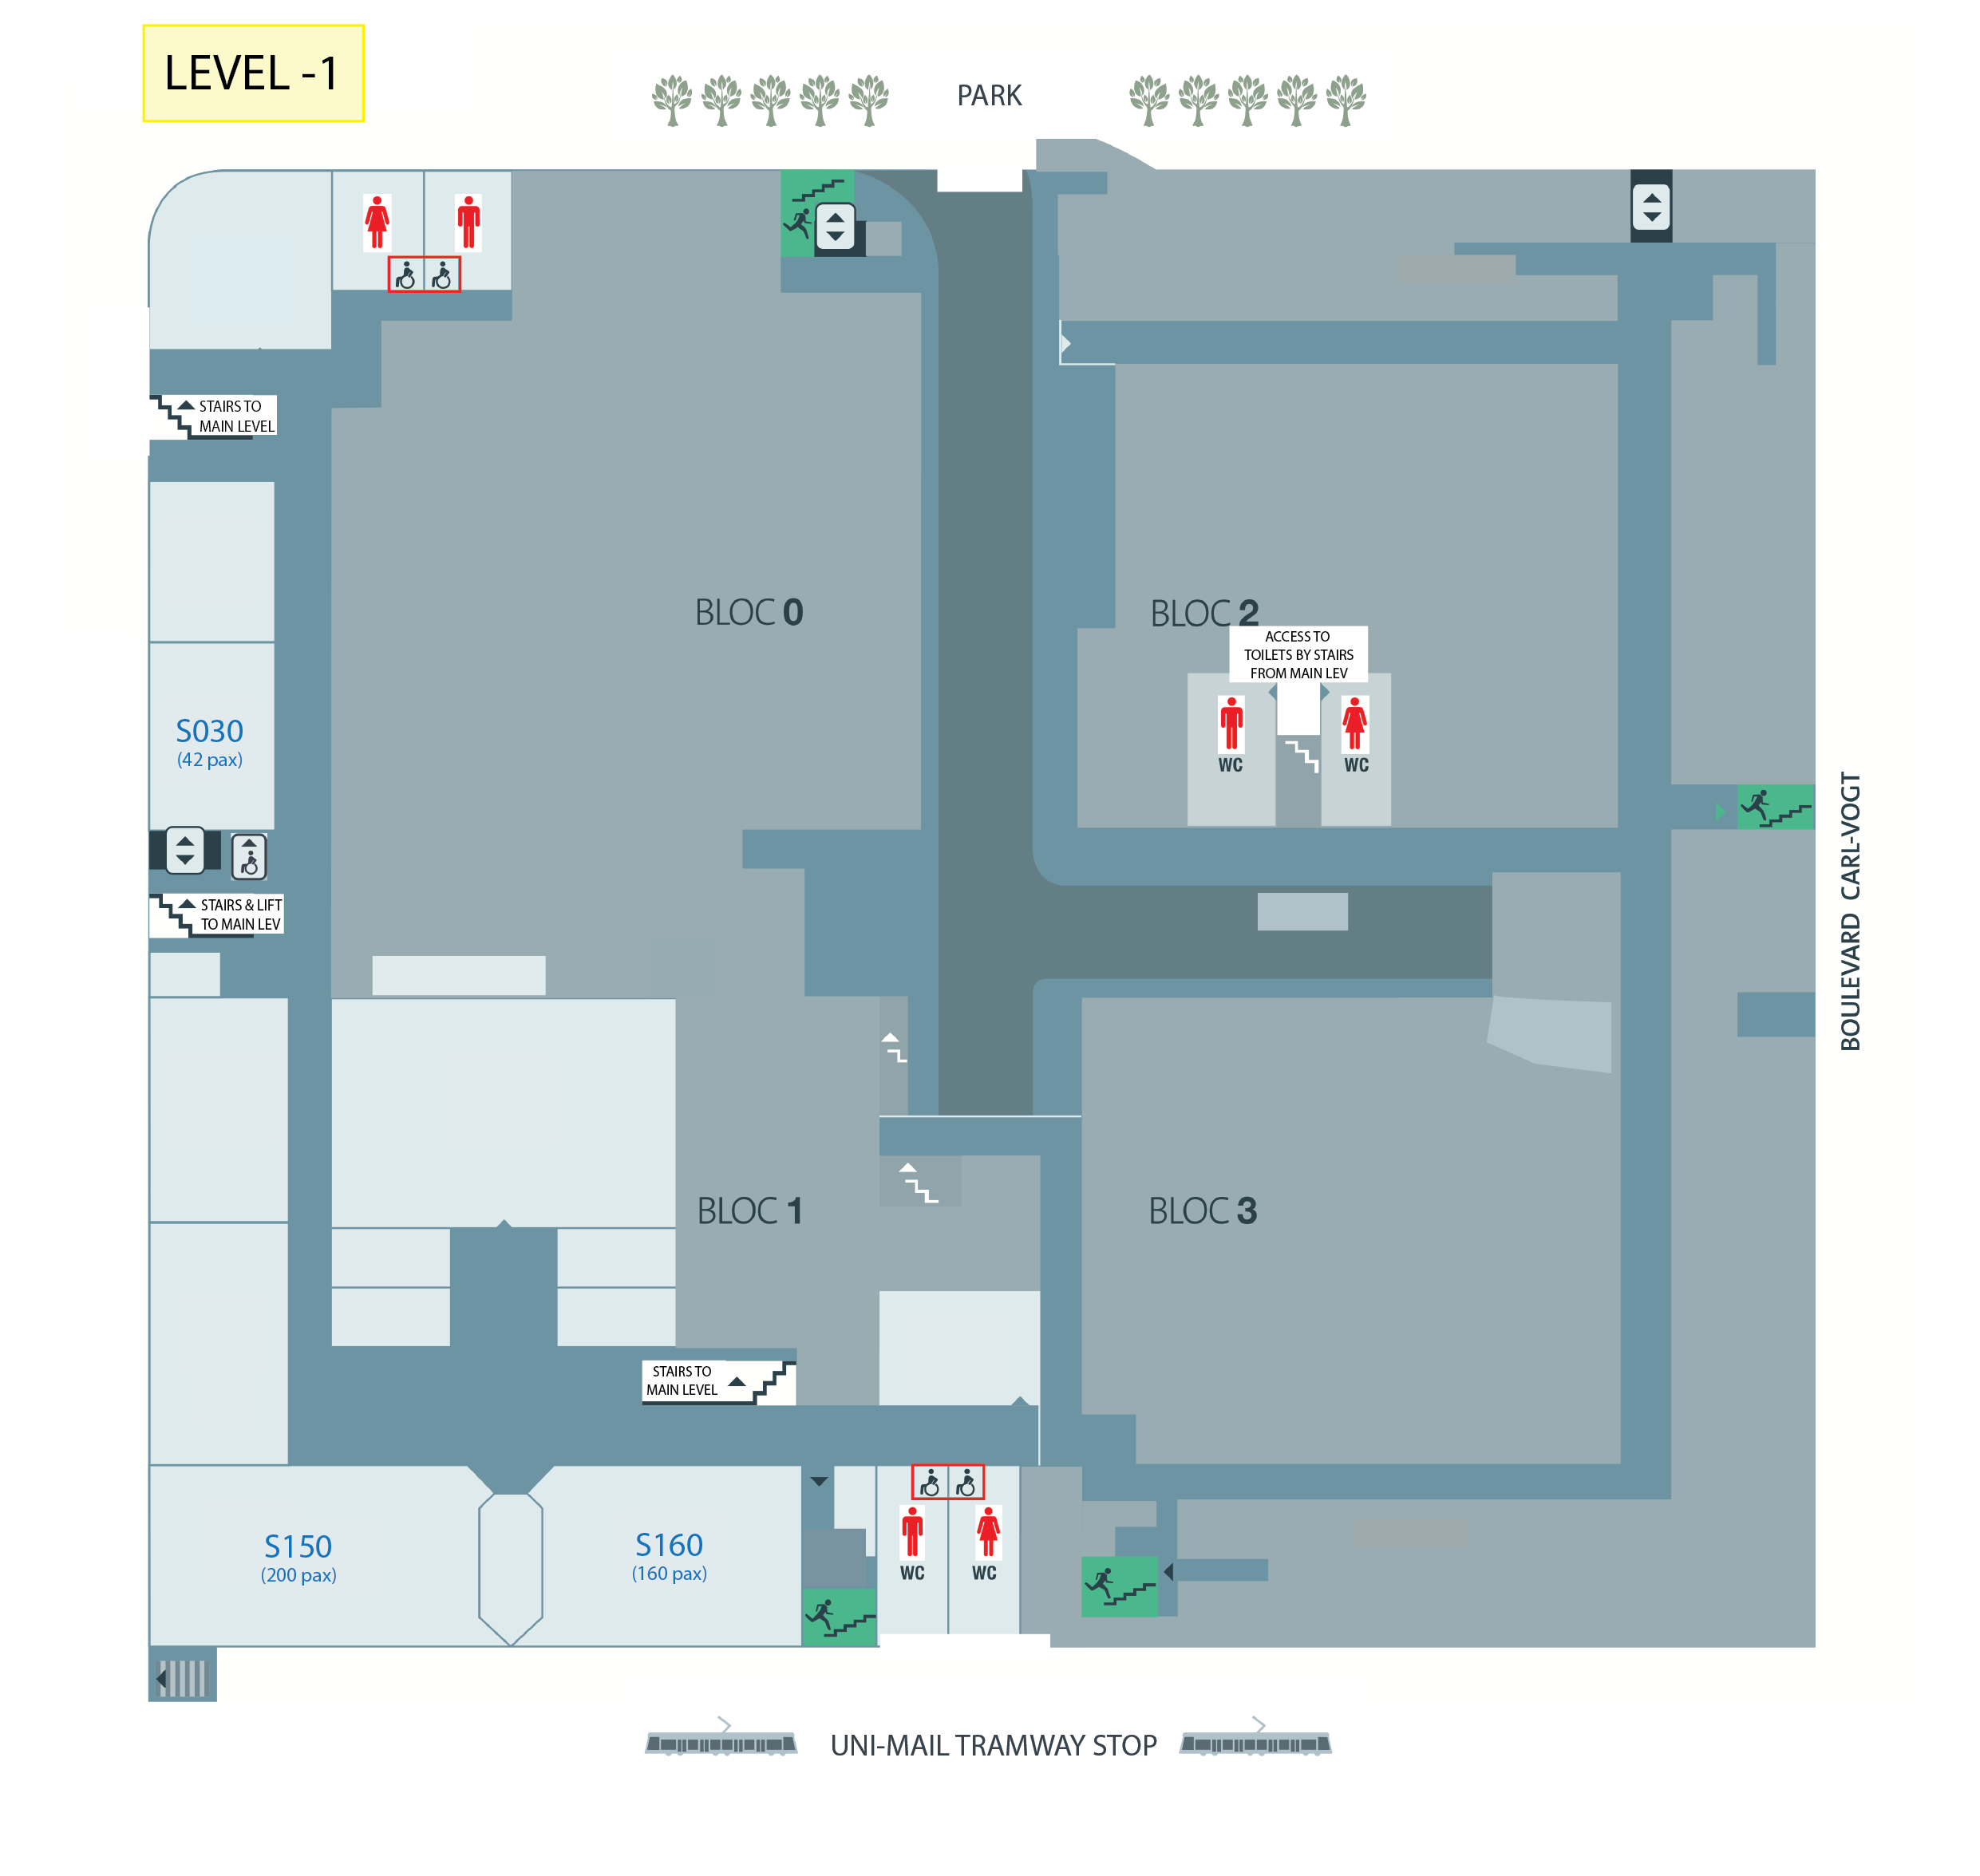 LEVEL -1
PARK
STAIRS TO
MAIN LEVEL
BLOC 0
BLOC 2
ACCESS TO
TOILETS BY STAIRS
FROM MAIN LEV
S030
(42 pax)
WC
WC
STAIRS & LIFT
TO MAIN LEV
BOULEVARD CARL-VOGT
BLOC 1
BLOC 3
STAIRS TO
MAIN LEVEL
S150
(200 pax)
S160
(160 pax)
WC
WC
UNI-MAIL TRAMWAY STOP